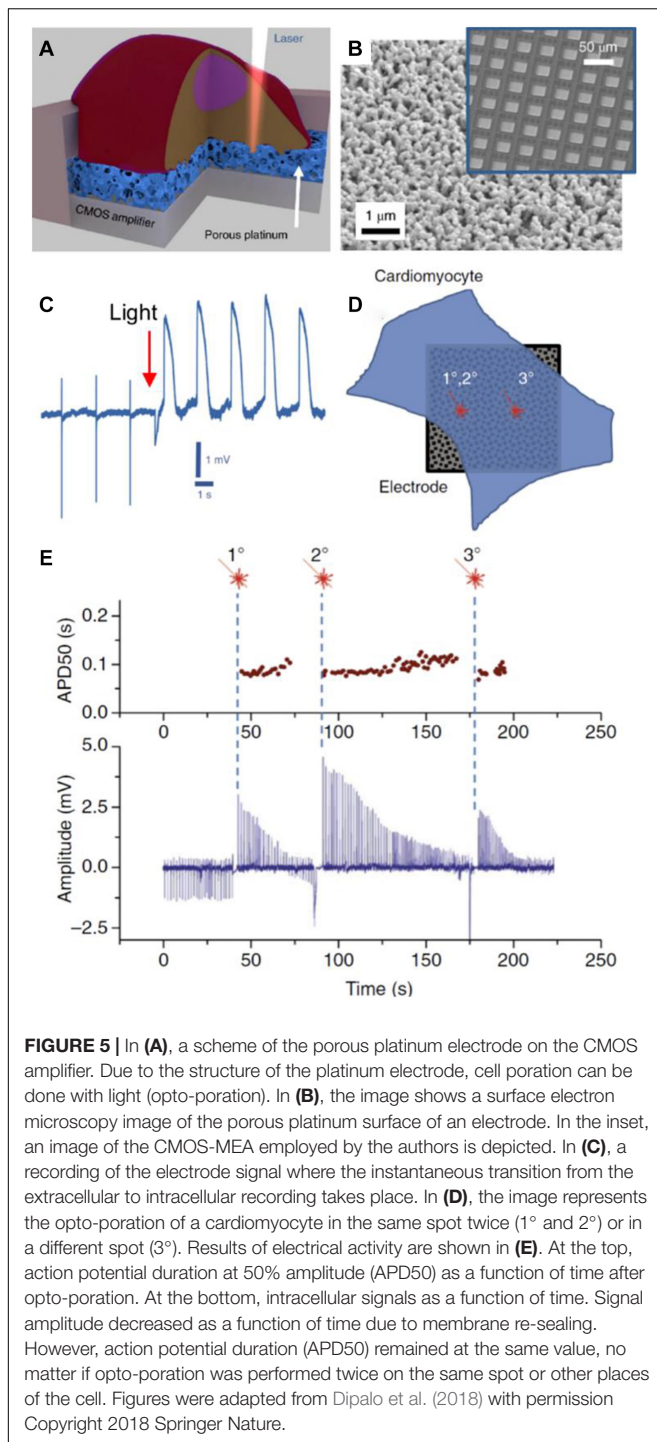 A
Laser
CMOS amplifier
Porous platinum
B
50 μm
1 μm
C
Light
1 mV
1 s
D
Cardiomyocyte
1°,2°
3°
Electrode
E
1°
2°
3°
APD50 (s)
0.2
0.1
0.0
0
50
100
150
200
250
Amplitude (mV)
5.0
2.5
0.0
−2.5
0
50
100
150
200
250
Time (s)
FIGURE 5 | In (A), a scheme of the porous platinum electrode on the CMOS
amplifier. Due to the structure of the platinum electrode, cell poration can be
done with light (opto-poration). In (B), the image shows a surface electron
microscopy image of the porous platinum surface of an electrode. In the inset,
an image of the CMOS-MEA employed by the authors is depicted. In (C), a
recording of the electrode signal where the instantaneous transition from the
extracellular to intracellular recording takes place. In (D), the image represents
the opto-poration of a cardiomyocyte in the same spot twice (1° and 2°) or in
a different spot (3°). Results of electrical activity are shown in (E). At the top,
action potential duration at 50% amplitude (APD50) as a function of time after
opto-poration. At the bottom, intracellular signals as a function of time. Signal
amplitude decreased as a function of time due to membrane re-sealing.
However, action potential duration (APD50) remained at the same value, no
matter if opto-poration was performed twice on the same spot or other places
of the cell. Figures were adapted from Dipalo et al. (2018) with permission
Copyright 2018 Springer Nature.